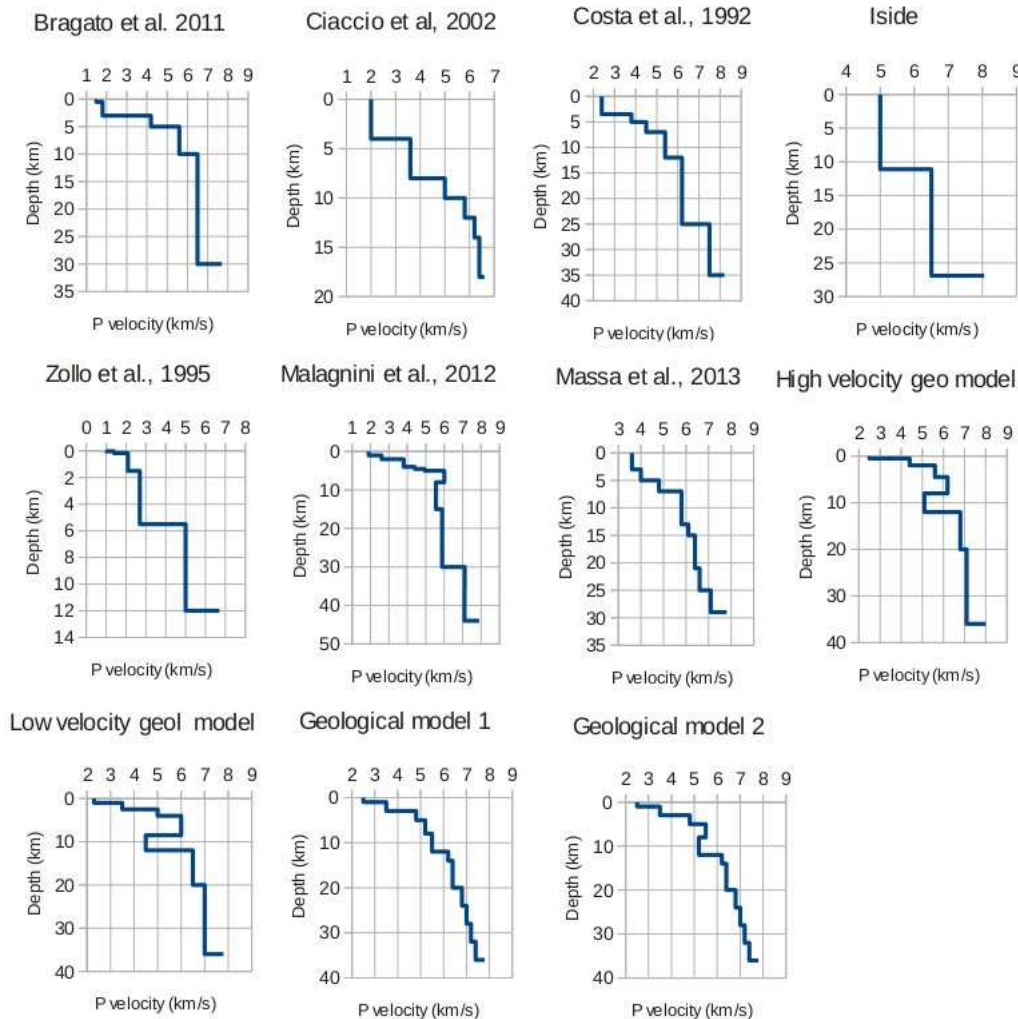 Bragato et al. 2011
1 2 3 4 5 6 7 8 9
0
5
10
15
20
25
30
35
Depth (km)
P velocity (km/s)
Ciaccio et al, 2002
1 2 3 4 5 6 7
0
5
10
15
20
Depth (km)
P velocity (km/s)
Costa et al., 1992
2 3 4 5 6 7 8 9
0
5
10
15
20
25
30
35
40
Depth (km)
P velocity (km/s)
Iside
4 5 6 7 8 9
0
5
10
15
20
25
30
Depth (km)
P velocity (km/s)
Zollo et al., 1995
0 1 2 3 4 5 6 7 8
0
2
4
6
8
10
12
14
Depth (km)
P velocity (km/s)
Malagnini et al., 2012
1 2 3 4 5 6 7 8 9
0
10
20
30
40
50
Depth (km)
P velocity (km/s)
Massa et al., 2013
3 4 5 6 7 8 9
0
5
10
15
20
25
30
35
Depth (km)
P velocity (km/s)
High velocity geo model
2 3 4 5 6 7 8 9
0
10
20
30
40
Depth (km)
P velocity (km/s)
Low velocity geol model
2 3 4 5 6 7 8 9
0
10
20
30
40
Depth (km)
P velocity (km/s)
Geological model 1
2 3 4 5 6 7 8 9
0
10
20
30
40
Depth (km)
P velocity (km/s)
Geological model 2
2 3 4 5 6 7 8 9
0
10
20
30
40
Depth (km)
P velocity (km/s)